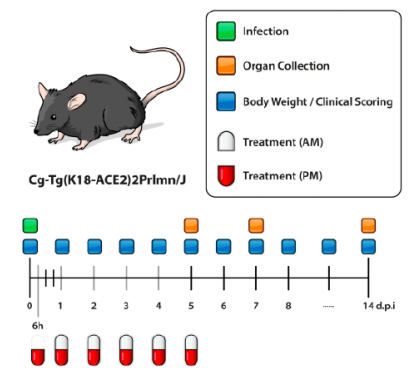 Infection
Organ Collection
Body Weight / Clinical Scoring
Treatment (AM)
Treatment (PM)
Cg-Tg(K18-ACE2)2Prlmn/J
0 1 2 3 4 5 6 7 8 ...... 14 d.p.i
6h